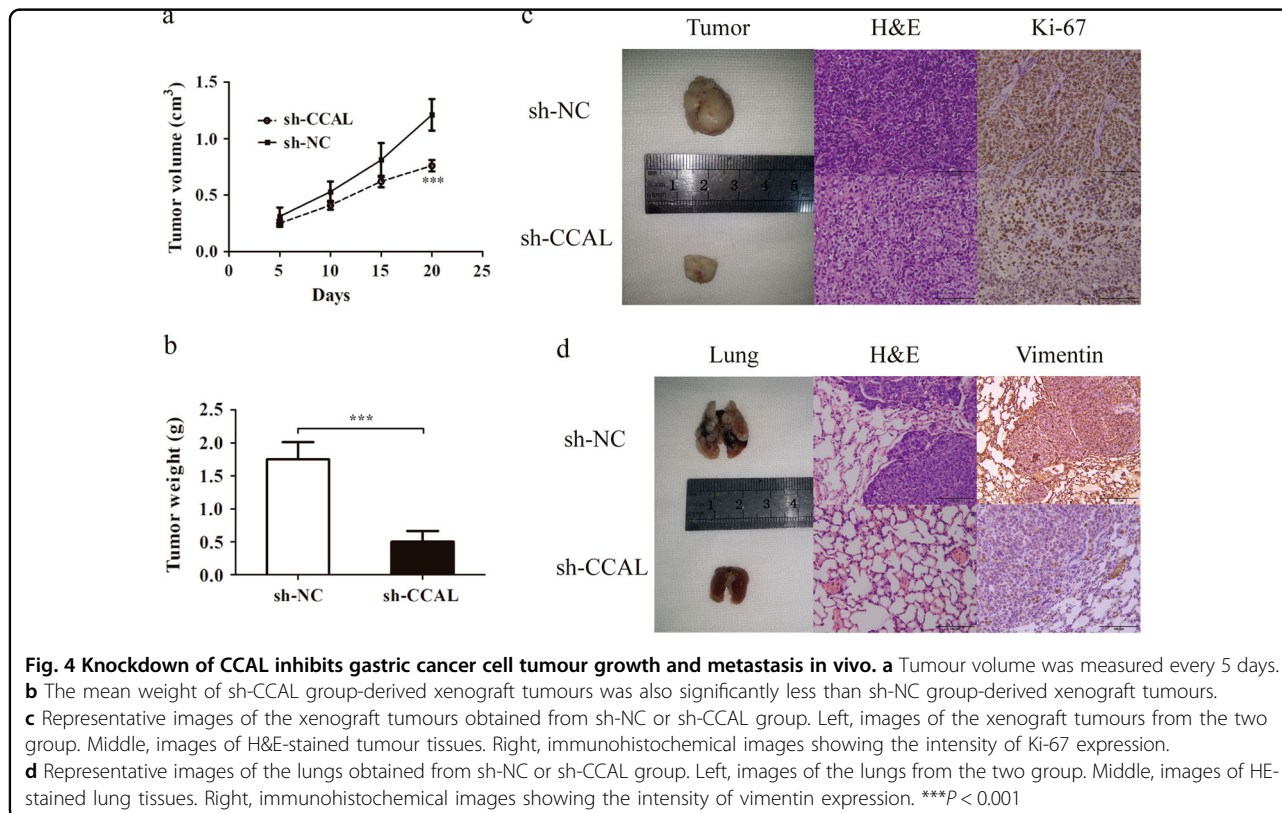 a
Tumor volume (cm³)
1.5
1.0
0.5
0.0
sh-CCAL
sh-NC
***
0 5 10 15 20 25
Days
b
Tumor weight (g)
2.5
2.0
1.5
1.0
0.5
0.0
***
sh-NC sh-CCAL
c
Tumor H&E Ki-67
sh-NC
1 2 3 4 5
sh-CCAL
d
Lung H&E Vimentin
sh-NC
1 2 3 4
sh-CCAL
Fig. 4 Knockdown of CCAL inhibits gastric cancer cell tumour growth and metastasis in vivo. a Tumour volume was measured every 5 days.
b The mean weight of sh-CCAL group-derived xenograft tumours was also significantly less than sh-NC group-derived xenograft tumours.
c Representative images of the xenograft tumours obtained from sh-NC or sh-CCAL group. Left, images of the xenograft tumours from the two
group. Middle, images of H&E-stained tumour tissues. Right, immunohistochemical images showing the intensity of Ki-67 expression.
d Representative images of the lungs obtained from sh-NC or sh-CCAL group. Left, images of the lungs from the two group. Middle, images of HE-
stained lung tissues. Right, immunohistochemical images showing the intensity of vimentin expression. ***P < 0.001